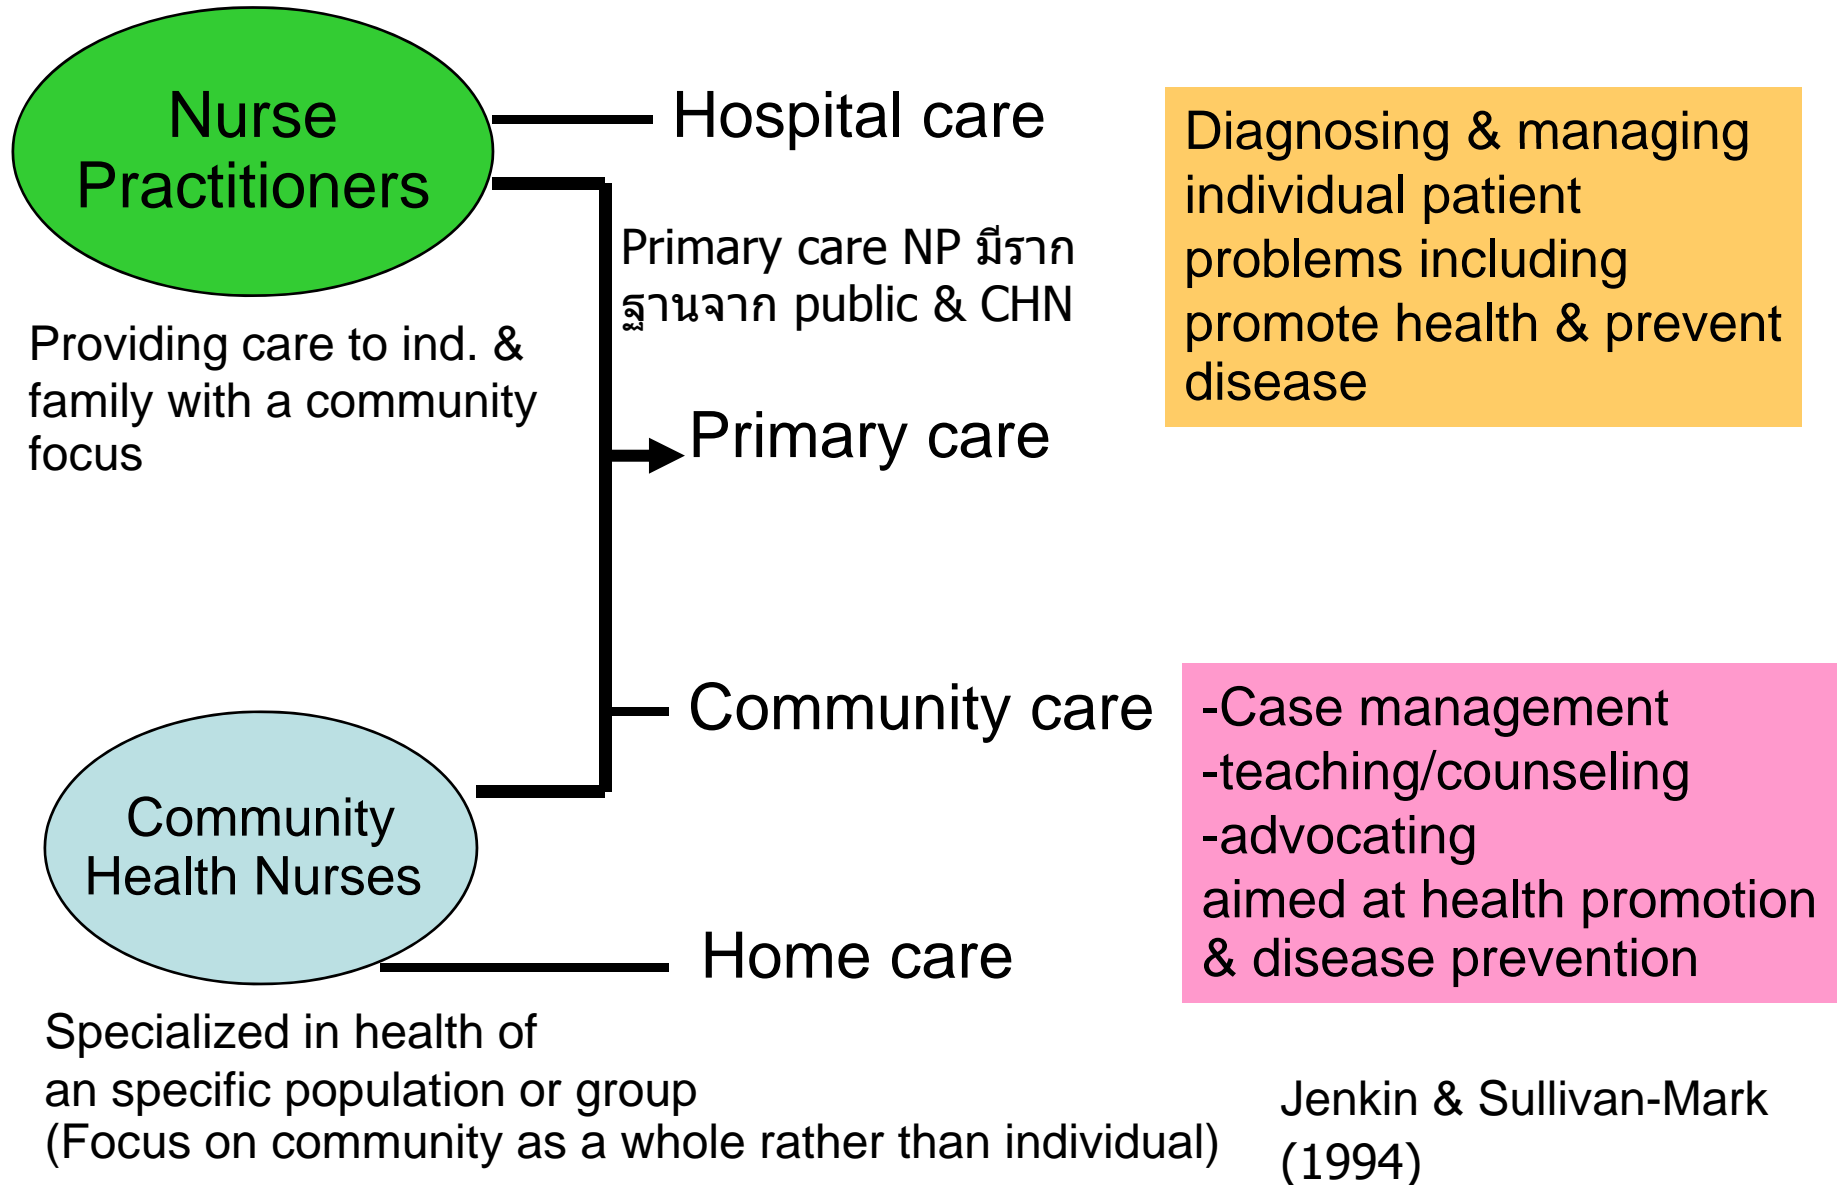 Nurse
Practitioners
Providing care to ind. &
family with a community
focus
Hospital care
Primary care NP มีราก
ฐานจาก public & CHN
Primary care
Diagnosing & managing
individual patient
problems including
promote health & prevent
disease
Community
Health Nurses
Specialized in health of
an specific population or group
(Focus on community as a whole rather than individual)
Community care
Home care
-Case management
-teaching/counseling
-advocating
aimed at health promotion
& disease prevention
Jenkin & Sullivan-Mark
(1994)